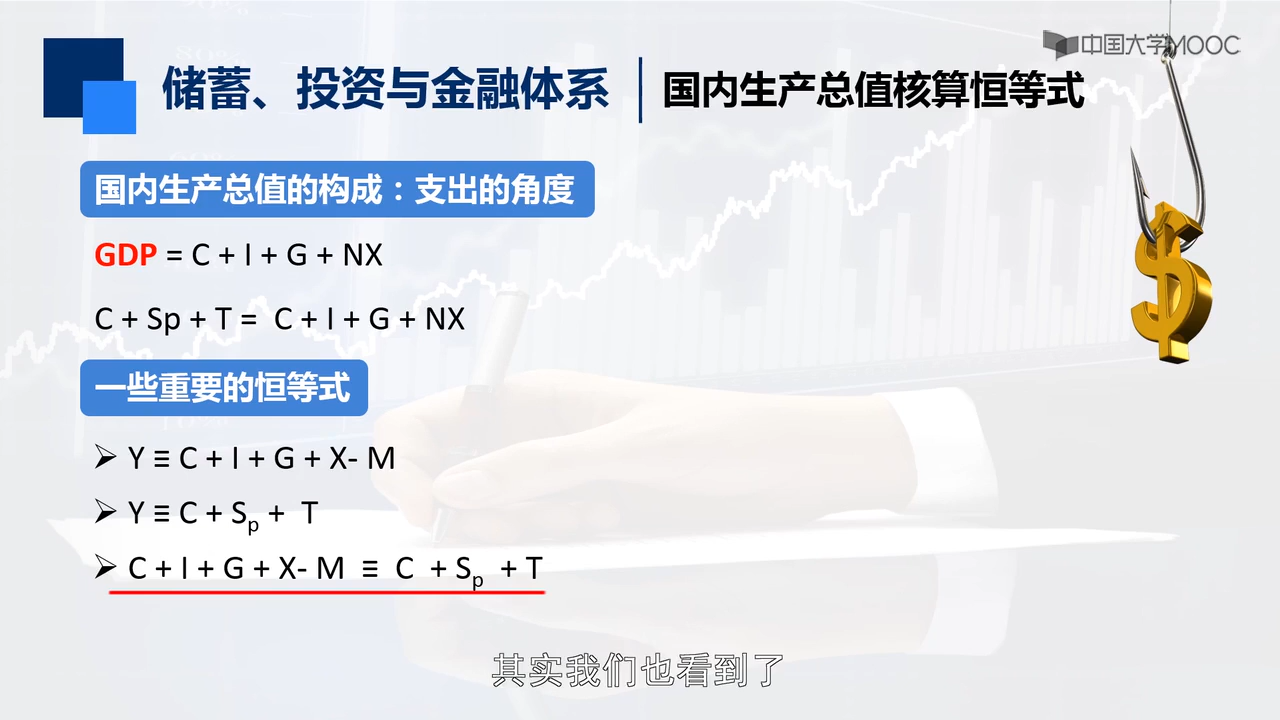 中国大学MOOC
储蓄、投资与金融体系 国内生产总值核算恒等式
国内生产总值的构成：支出的角度
GDP = C + I + G + NX
C + Sp + T = C + I + G + NX
一些重要的恒等式
➢ Y ≡ C + I + G + X- M
➢ Y ≡ C + Sp + T
➢ C + I + G + X- M ≡ C + Sp + T
其实我们也看到了